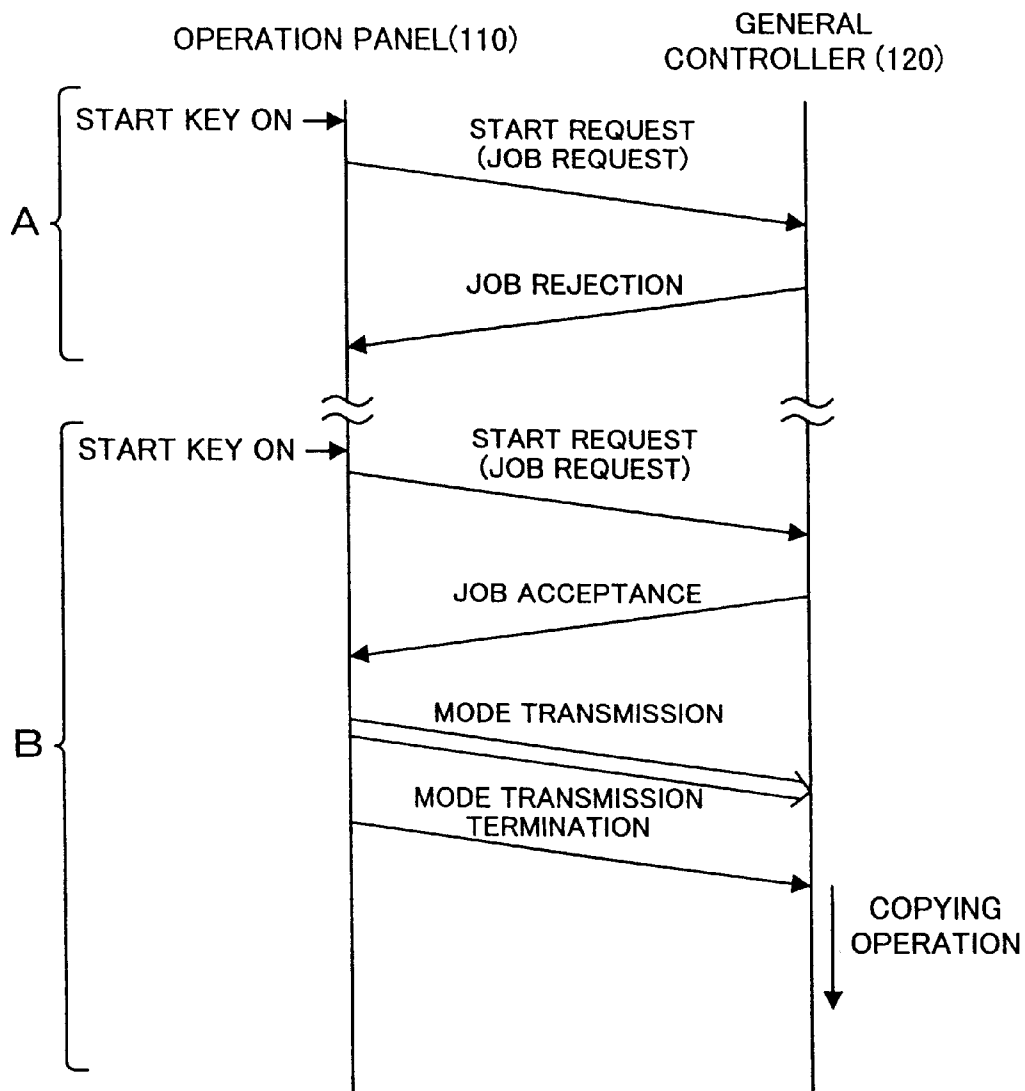 OPERATION PANEL(110)
GENERAL
CONTROLLER (120)
A
START KEY ON
START REQUEST
(JOB REQUEST)
JOB REJECTION
B
START KEY ON
START REQUEST
(JOB REQUEST)
JOB ACCEPTANCE
MODE TRANSMISSION
MODE TRANSMISSION
TERMINATION
COPYING
OPERATION